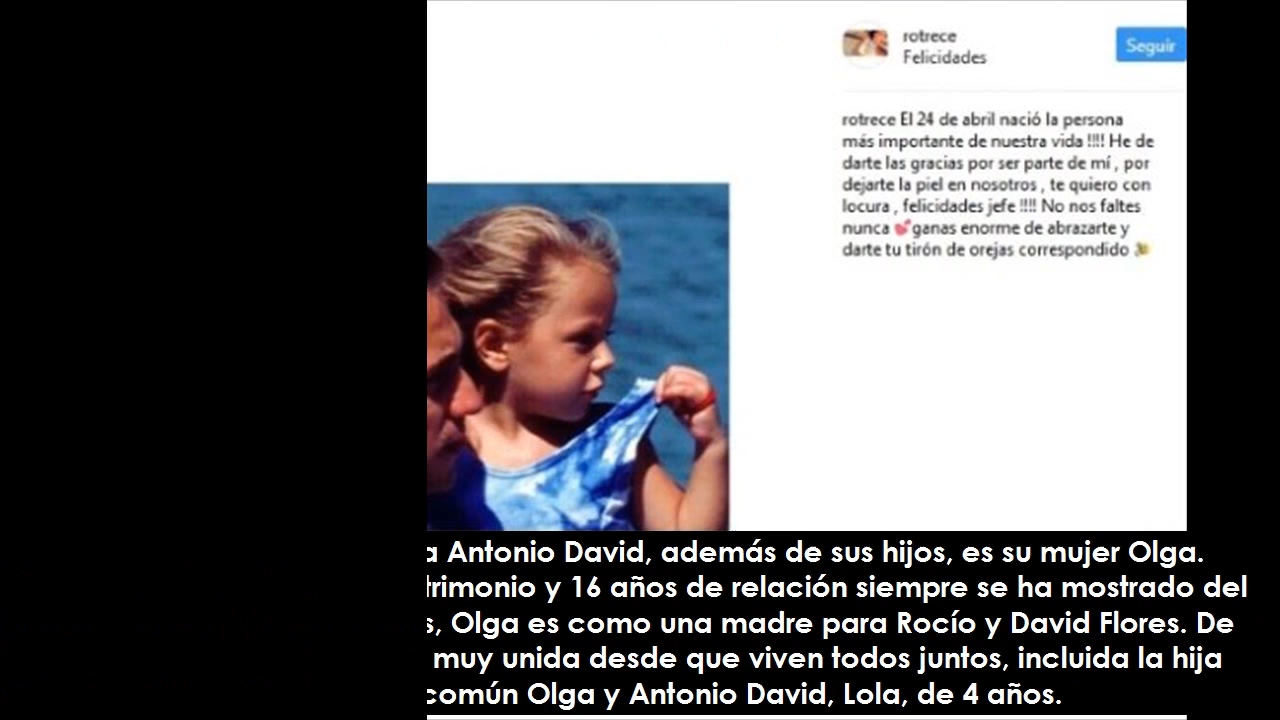 rotrece
Felicidades
Seguir
rotrece El 24 de abril nació la persona
más importante de nuestra vida !!!! He de
darte las gracias por ser parte de mí , por
dejarte la piel en nosotros , te quiero con
locura , felicidades jefe !!!! No nos faltes
nunca 💕ganas enorme de abrazarte y
darte tu tirón de orejas correspondido 🎉
a Antonio David, además de sus hijos, es su mujer Olga.
trimonio y 16 años de relación siempre se ha mostrado del
s, Olga es como una madre para Rocío y David Flores. De
muy unida desde que viven todos juntos, incluida la hija
común Olga y Antonio David, Lola, de 4 años.